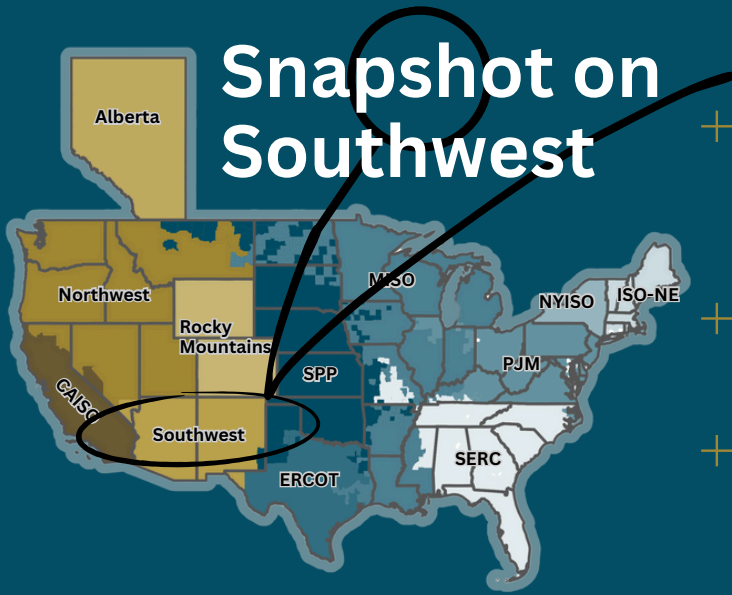 Snapshot on
Southwest
Alberta
Northwest
Rocky
Mountains
CAISO
Southwest
SPP
ERCOT
MISO
NYISO
ISO-NE
PJM
SERC